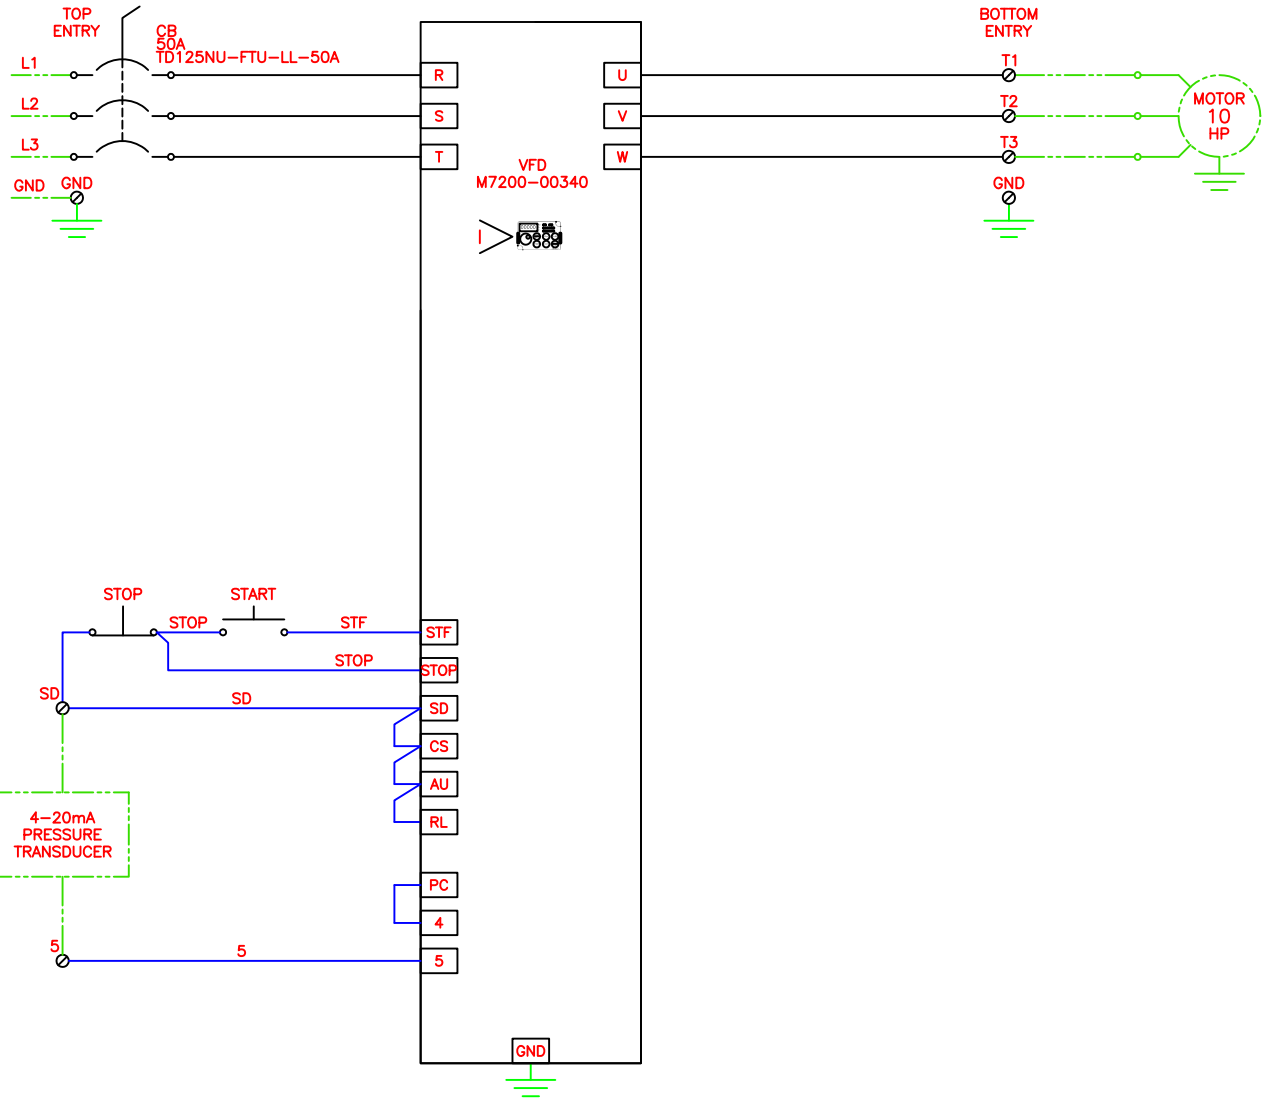 TOP
ENTRY
CB
50A
TD125NU-FTU-LL-50A
L1
L2
L3
GND
GND
R
S
T
VFD
M7200-00340
U
V
W
BOTTOM
ENTRY
T1
T2
T3
GND
MOTOR
10
HP
STOP
START
STOP
STF
STF
STOP
STOP
SD
SD
SD
CS
AU
RL
4-20mA
PRESSURE
TRANSDUCER
PC
4
5
5
5
GND